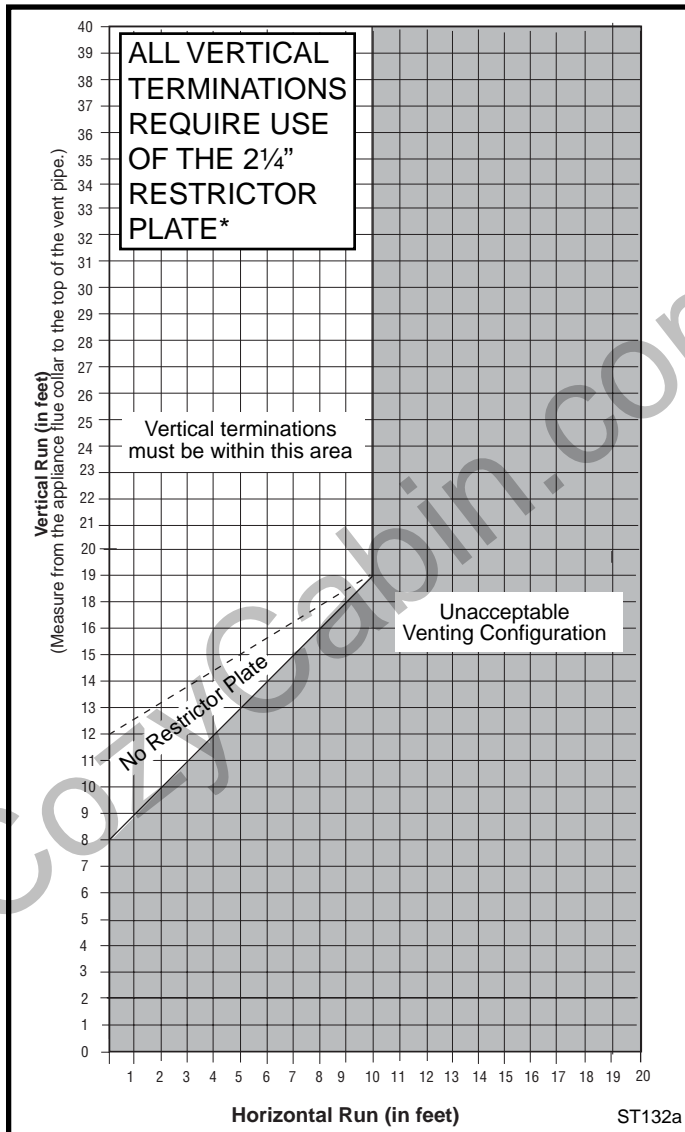 40
39
38
37
36
35
34
33
32
31
30
29
28
27
26
25
24
23
22
21
20
19
18
16
15
14
13
12
11
10
9
8
7
6
5
4
3
2
1
0
Vertical Run (in feet)
(Measure from the appliance flue collar to the top of the vent pipe.)
ALL VERTICAL
TERMINATIONS
REQUIRE USE
OF THE 2¼”
RESTRICTOR
PLATE*
Vertical terminations
must be within this area
Unacceptable
Venting Configuration
No Restrictor Plate
1 2 3 4 5 6 7 8 9 10 11 12 13 14 15 16 17 18 19 20
Horizontal Run (in feet)
ST132a
CozyCabin.com